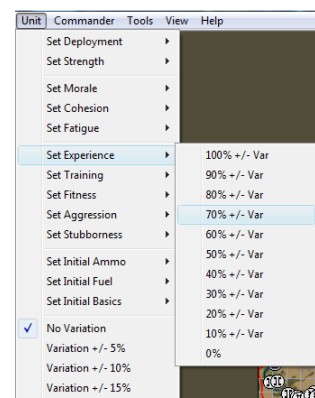 Unit Commander Tools View Help
Set Deployment
Set Strength
Set Morale
Set Cohesion
Set Fatigue
Set Experience
Set Training
Set Fitness
Set Aggression
Set Stubborness
Set Initial Ammo
Set Initial Fuel
Set Initial Basics
No Variation
Variation +/- 5%
Variation +/- 10%
Variation +/- 15%
100% +/- Var
90% +/- Var
80% +/- Var
70% +/- Var
60% +/- Var
50% +/- Var
40% +/- Var
30% +/- Var
20% +/- Var
10% +/- Var
0%